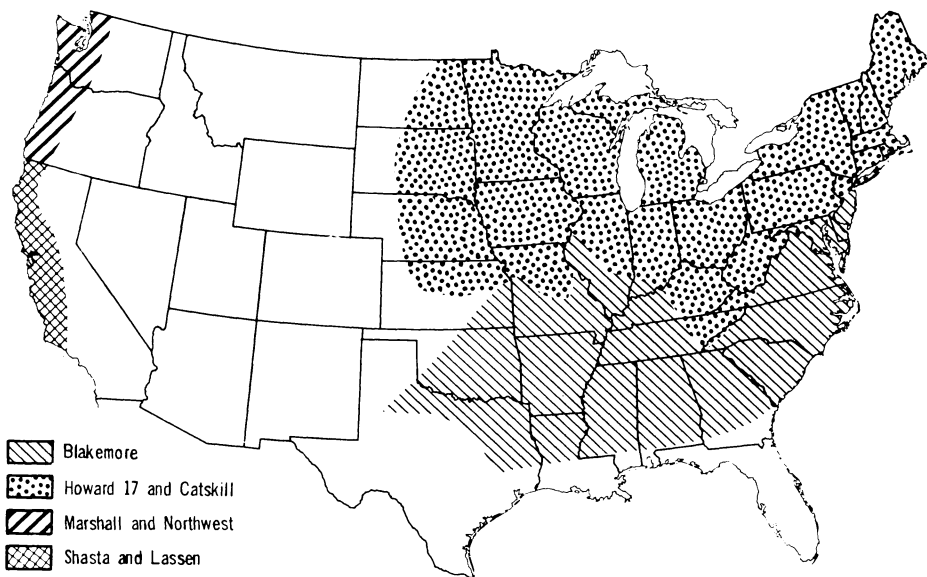 Blakemore
Howard 17 and Catskill
Marshall and Northwest
Shasta and Lassen